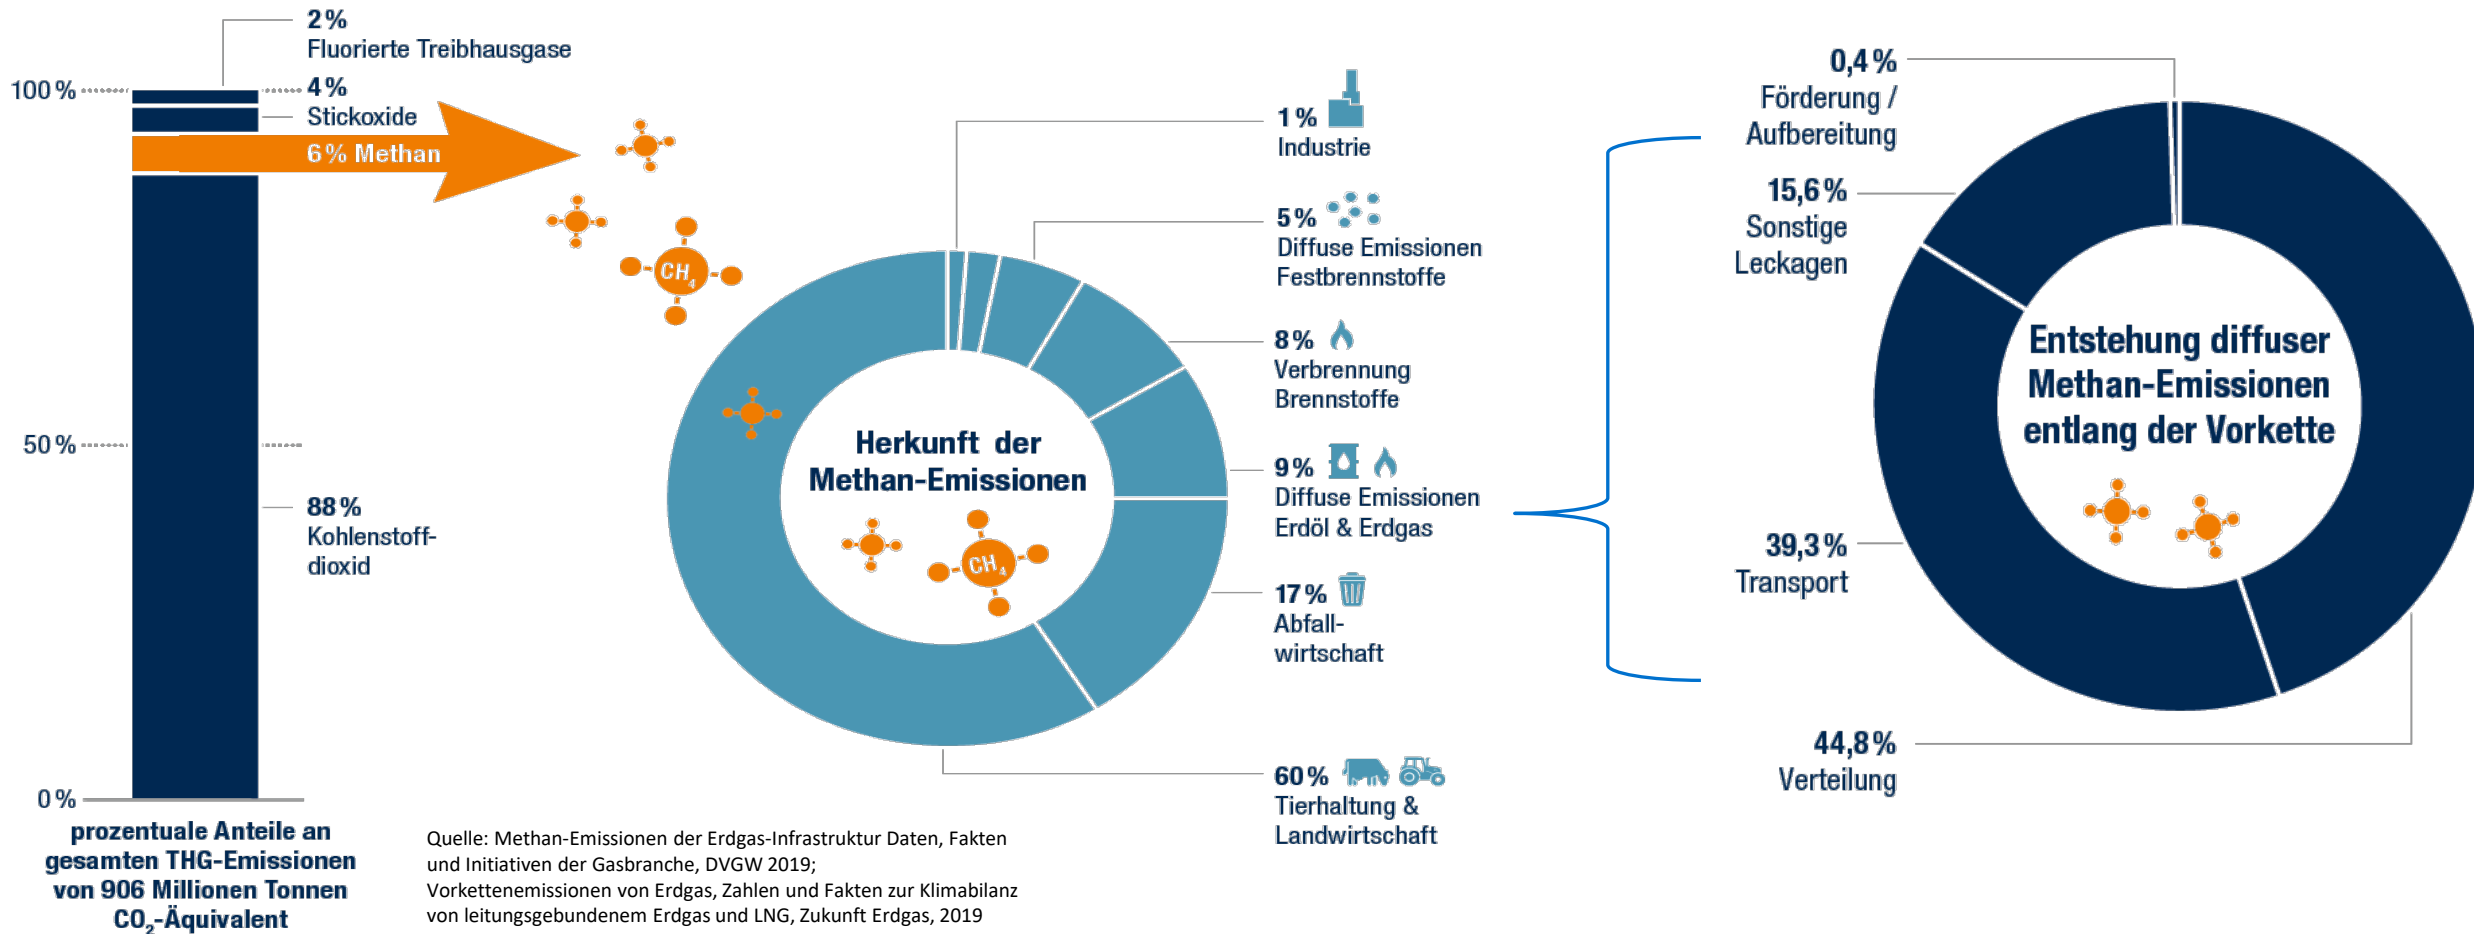 2 %
Fluorierte Treibhausgase
100 %
4 %
Stickoxide
6 % Methan
50 %
88 %
Kohlenstoff-
dioxid
0 %
prozentuale Anteile an
gesamten THG-Emissionen
von 906 Millionen Tonnen
CO₂-Äquivalent
CH₄
Herkunft der
Methan-Emissionen
CH₄
1 %
Industrie
5 %
Diffuse Emissionen
Festbrennstoffe
8 %
Verbrennung
Brennstoffe
9 %
Diffuse Emissionen
Erdöl & Erdgas
17 %
Abfall-
wirtschaft
60 %
Tierhaltung &
Landwirtschaft
Quelle: Methan-Emissionen der Erdgas-Infrastruktur Daten, Fakten
und Initiativen der Gasbranche, DVGW 2019;
Vorkettenemissionen von Erdgas, Zahlen und Fakten zur Klimabilanz
von leitungsgebundenem Erdgas und LNG, Zukunft Erdgas, 2019
0,4 %
Förderung /
Aufbereitung
15,6 %
Sonstige
Leckagen
39,3 %
Transport
44,8 %
Verteilung
Entstehung diffuser
Methan-Emissionen
entlang der Vorkette